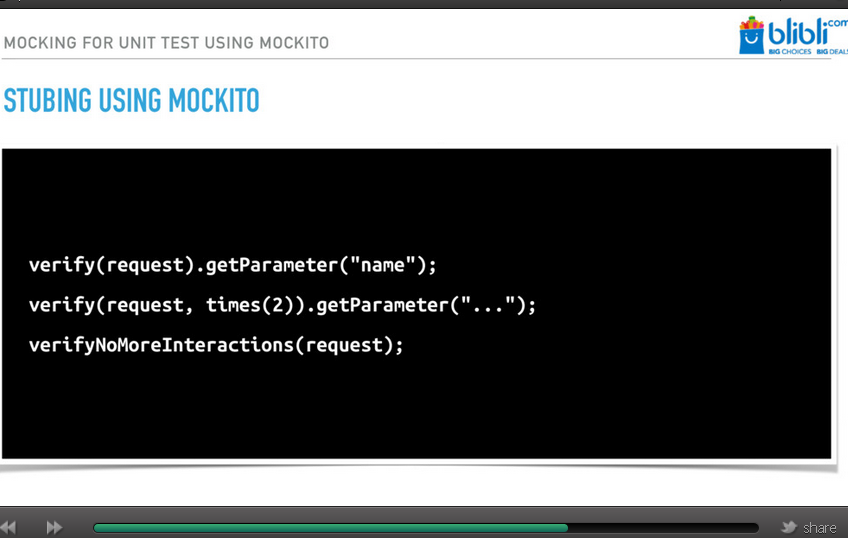 MOCKING FOR UNIT TEST USING MOCKITO
blibli.com
BIG CHOICES BIG DEALS
STUBING USING MOCKITO
verify(request).getParameter("name");
verify(request, times(2)).getParameter("...");
verifyNoMoreInteractions(request);
share